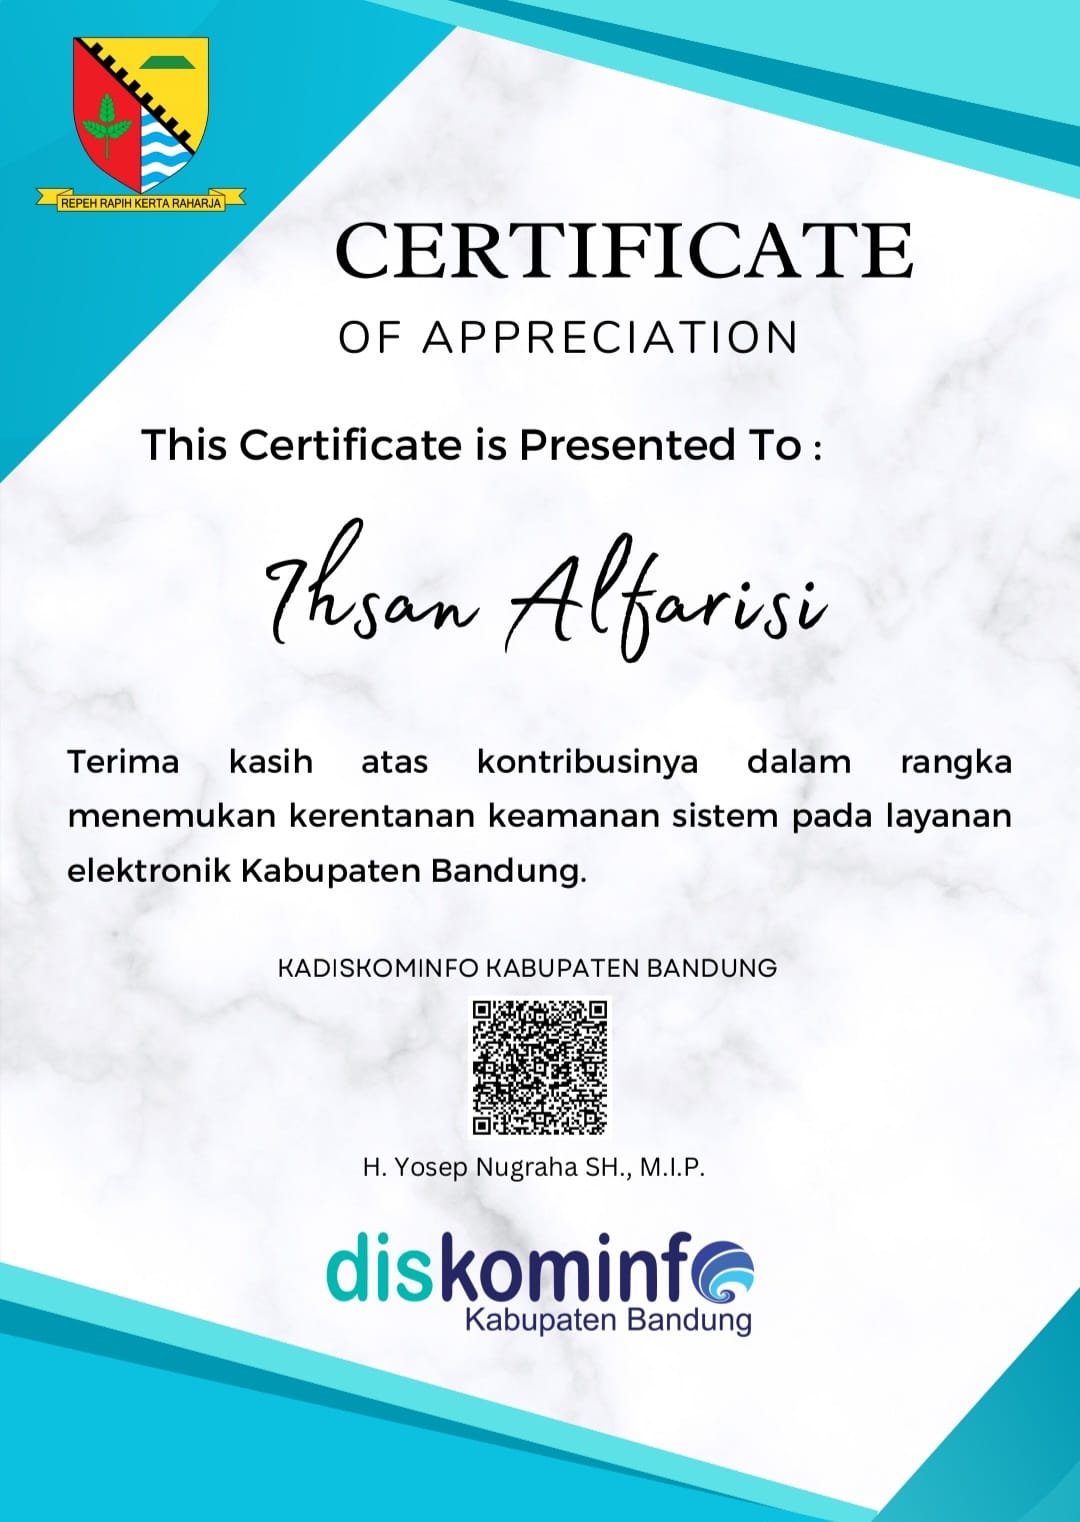 REPEH RAPIH KERTA RAHARJA
CERTIFICATE
OF APPRECIATION
This Certificate is Presented To :
Ihsan Alfarisi
Terima kasih atas kontribusinya dalam rangka
menemukan kerentanan keamanan sistem pada layanan
elektronik Kabupaten Bandung.
KADISKOMINFO KABUPATEN BANDUNG
H. Yosep Nugraha SH., M.I.P.
diskominfo
Kabupaten Bandung